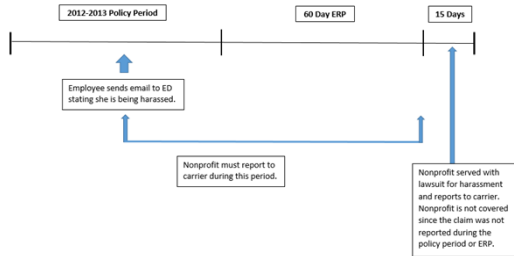 2012-2013 Policy Period
60 Day ERP
15 Days
Employee sends email to ED
stating she is being harassed.
Nonprofit must report to
carrier during this period.
Nonprofit served with
lawsuit for harassment
and reports to carrier.
Nonprofit is not covered
since the claim was not
reported during the
policy period or ERP.